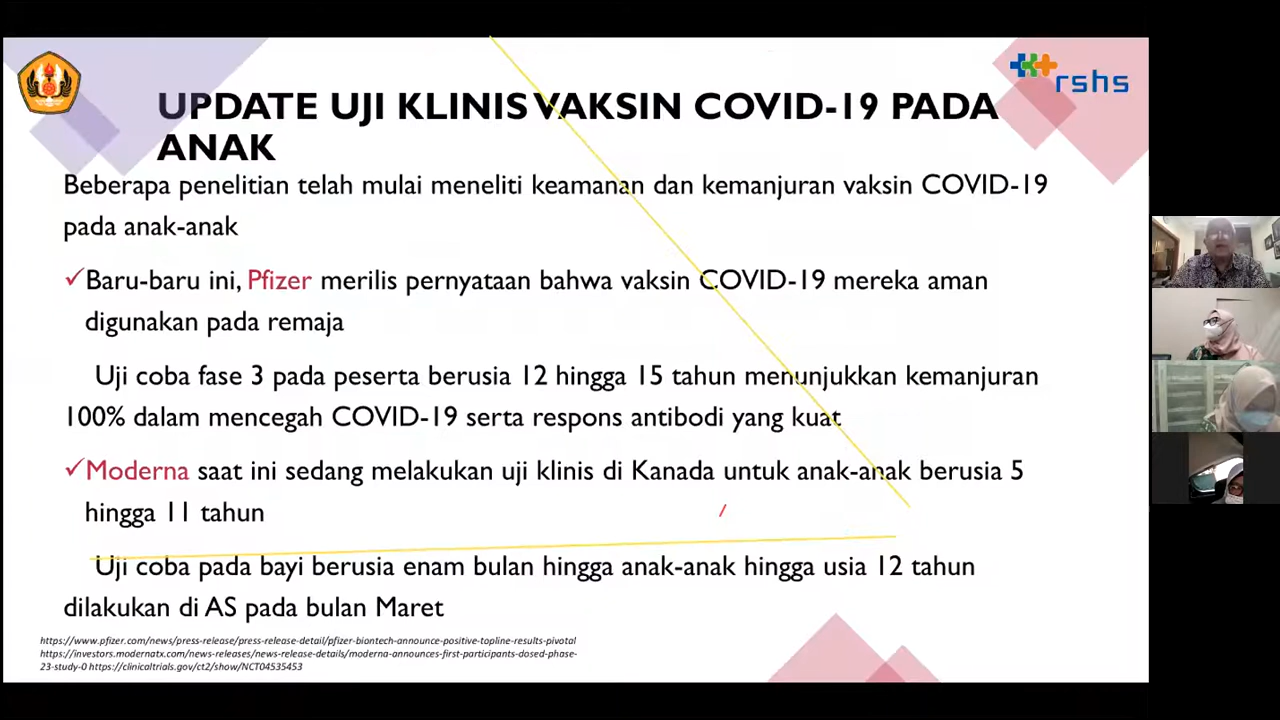 rshs
UPDATE UJI KLINIS VAKSIN COVID-19 PADA
ANAK
Beberapa penelitian telah mulai meneliti keamanan dan kemanjuran vaksin COVID-19
pada anak-anak
✓Baru-baru ini, Pfizer merilis pernyataan bahwa vaksin COVID-19 mereka aman
digunakan pada remaja
Uji coba fase 3 pada peserta berusia 12 hingga 15 tahun menunjukkan kemanjuran
100% dalam mencegah COVID-19 serta respons antibodi yang kuat
✓Moderna saat ini sedang melakukan uji klinis di Kanada untuk anak-anak berusia 5
hingga 11 tahun
Uji coba pada bayi berusia enam bulan hingga anak-anak hingga usia 12 tahun
dilakukan di AS pada bulan Maret
https://www.pfizer.com/news/press-release/press-release-detail/pfizer-biontech-announce-positive-topline-results-pivotal
https://investors.modernatx.com/news-releases/news-release-details/moderna-announces-first-participants-dosed-phase-
23-study-0 https://clinicaltrials.gov/ct2/show/NCT04535453